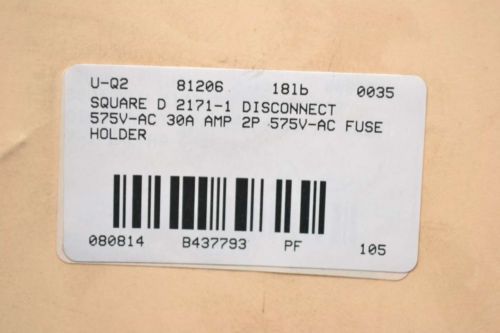 U-Q2 81206 18lb 0035
SQUARE D 2171-1 DISCONNECT
575V-AC 30A AMP 2P 575V-AC FUSE
HOLDER
080814 B437793 PF 105